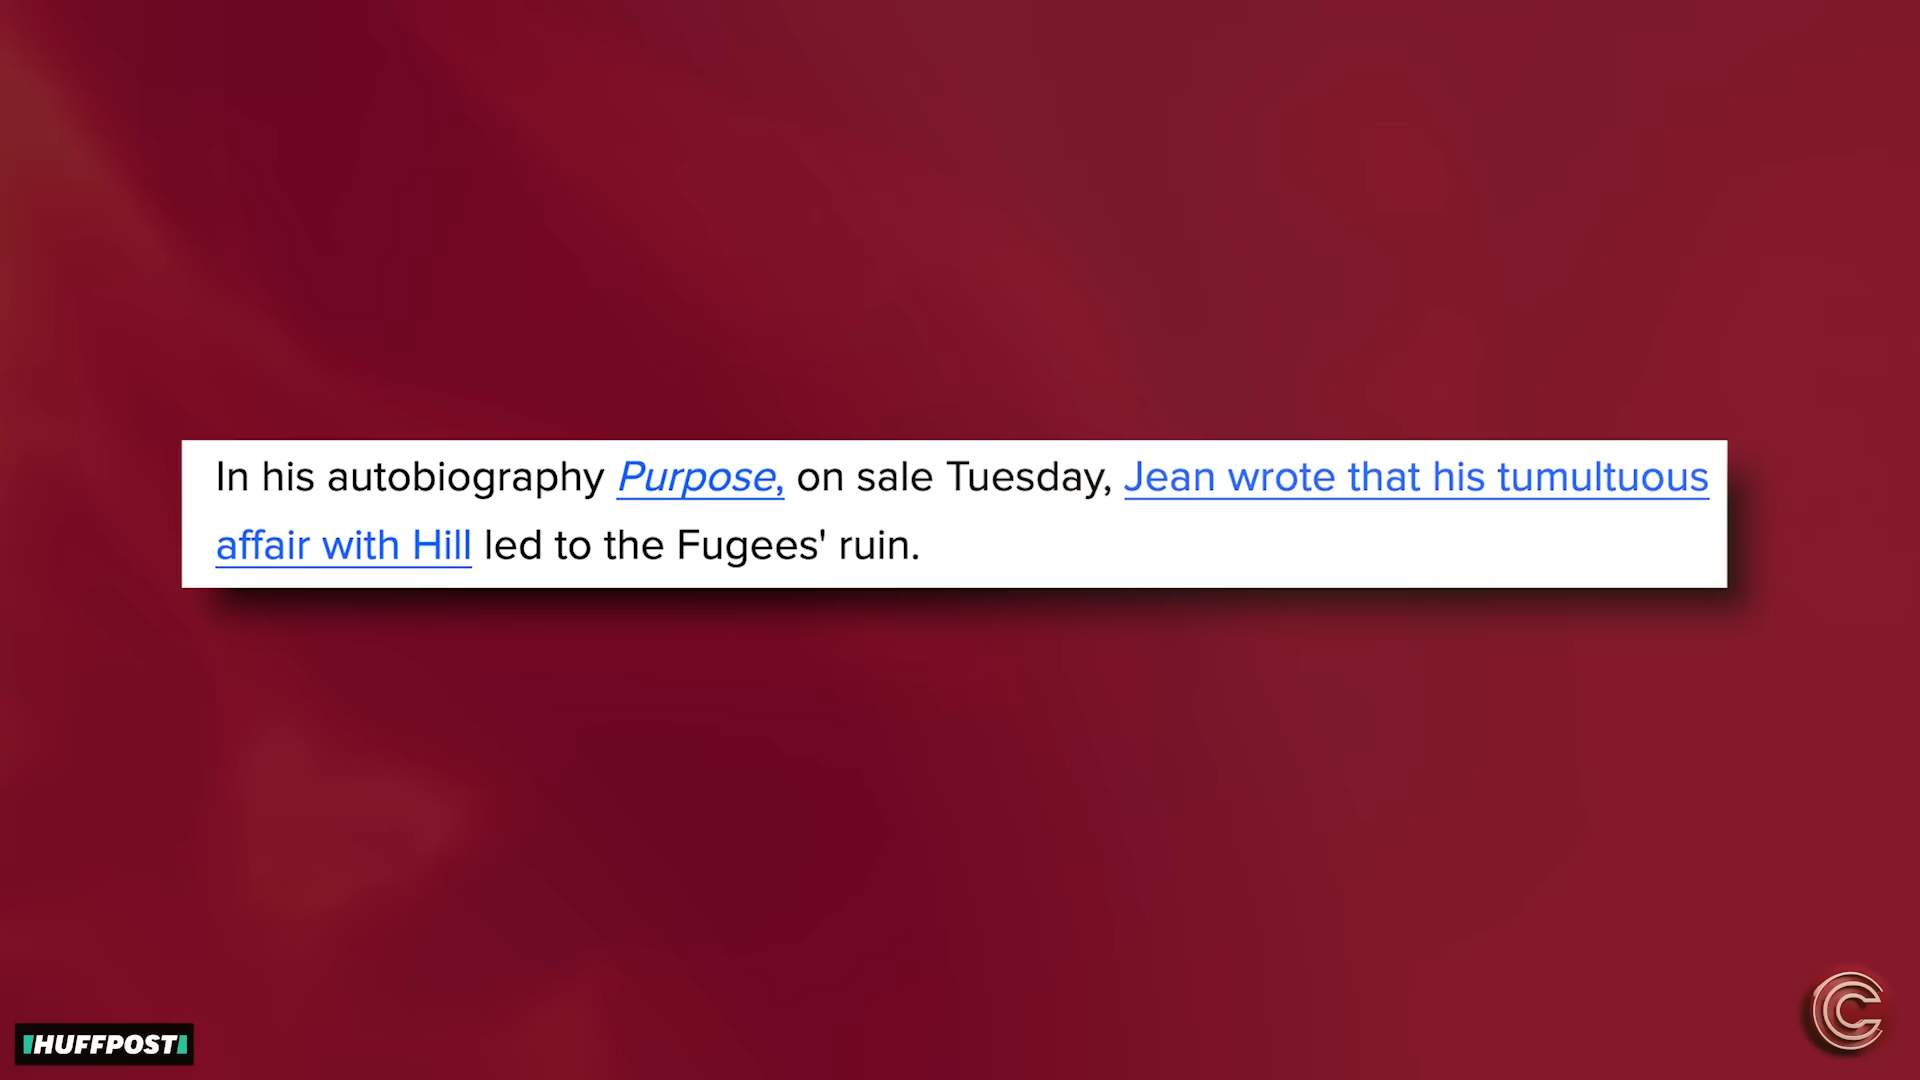 In his autobiography Purpose, on sale Tuesday, Jean wrote that his tumultuous
affair with Hill led to the Fugees' ruin.
HUFFPOST
C